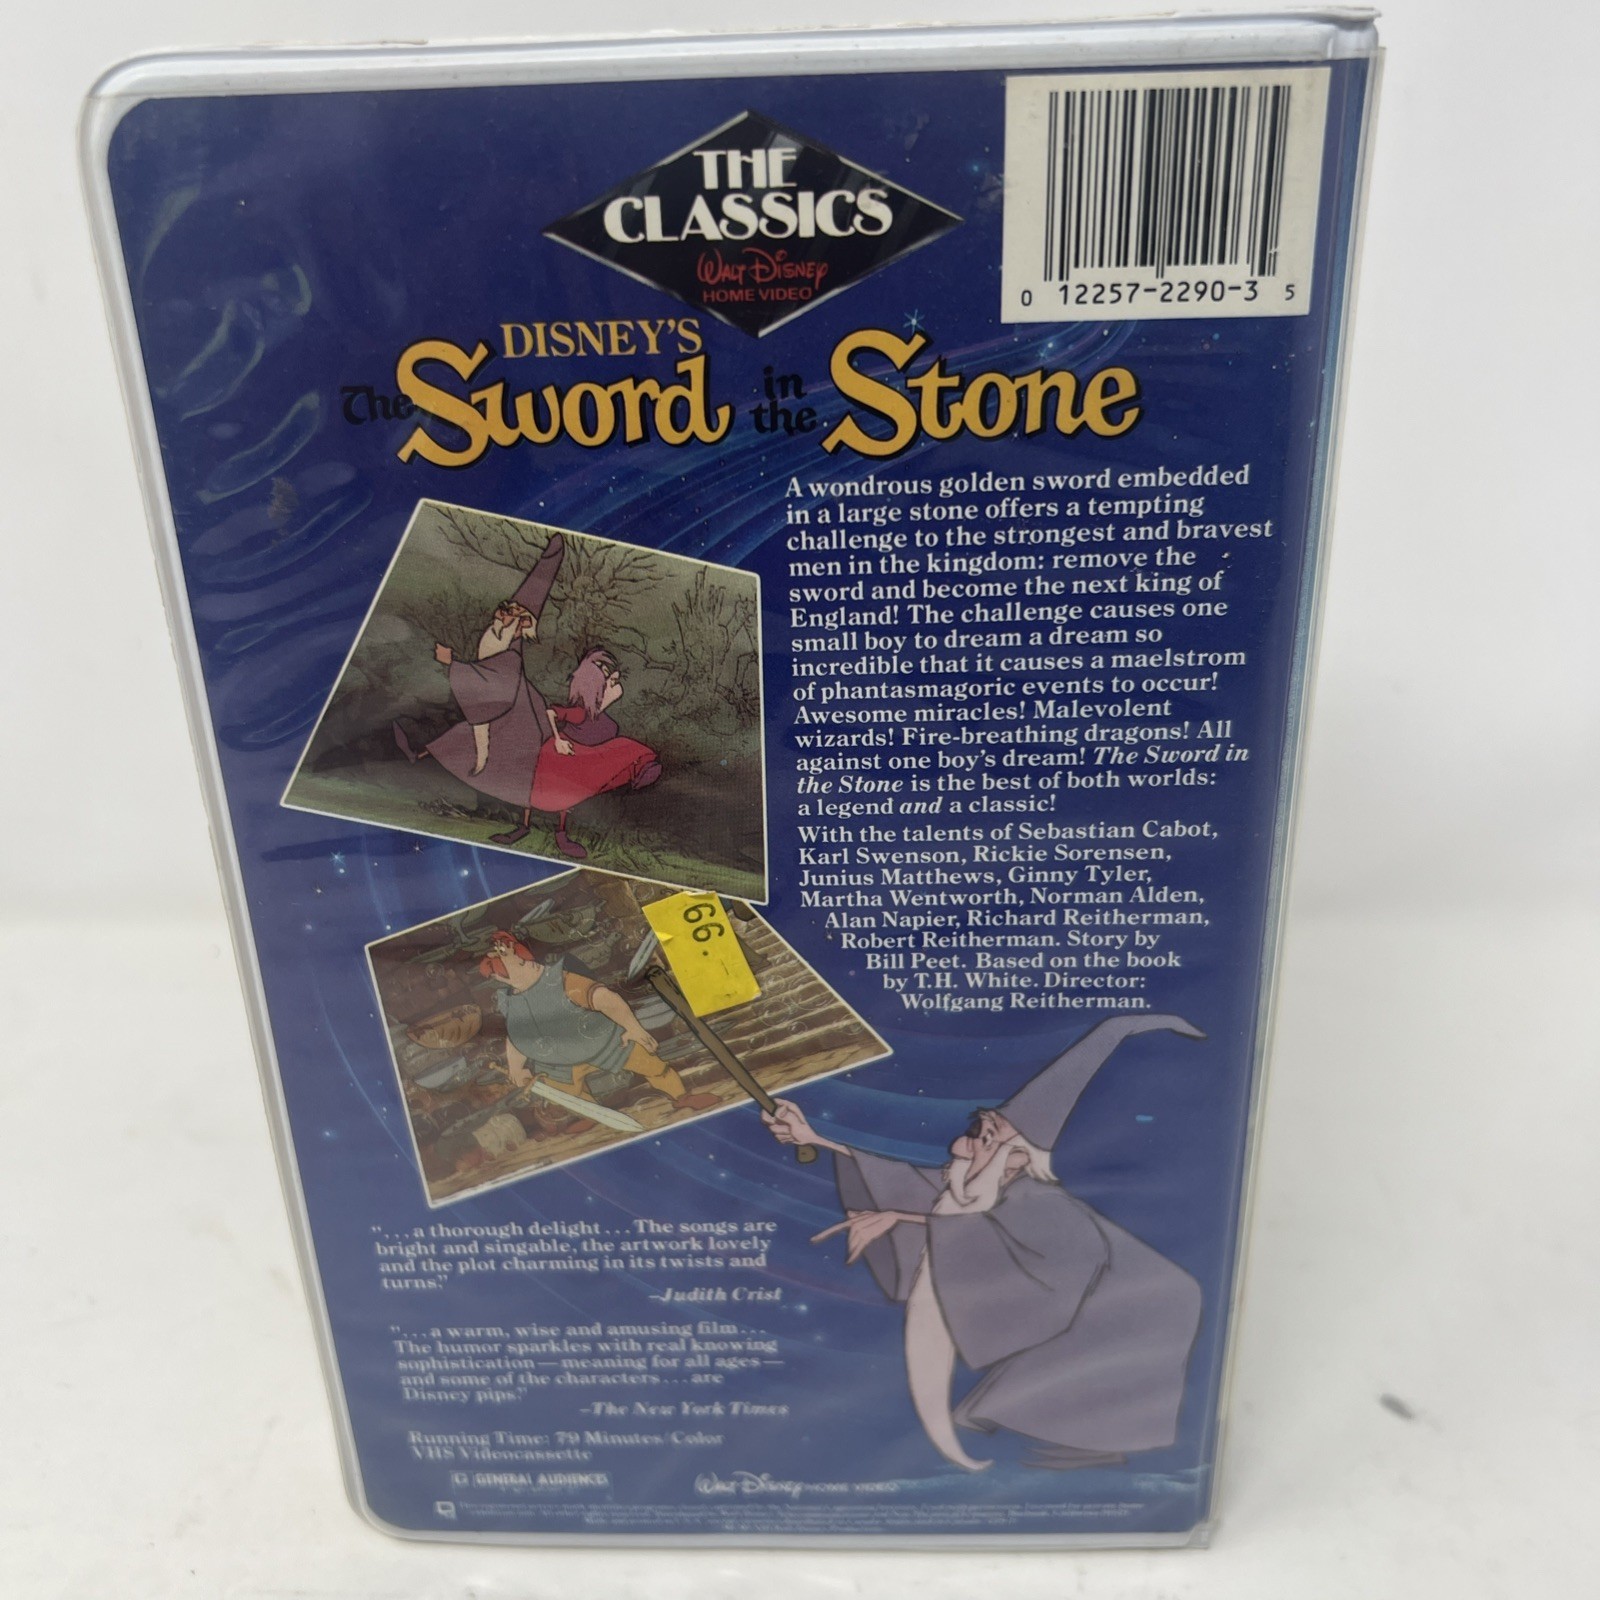 THE
CLASSICS
WALT DISNEY
HOME VIDEO
0 12257-2290-3 5
DISNEY'S
The Sword in the Stone
A wondrous golden sword embedded
in a large stone offers a tempting
challenge to the strongest and bravest
men in the kingdom: remove the
sword and become the next king of
England! The challenge causes one
small boy to dream a dream so
incredible that it causes a maelstrom
of phantasmagoric events to occur!
Awesome miracles! Malevolent
wizards! Fire-breathing dragons! All
against one boy's dream! The Sword in
the Stone is the best of both worlds:
a legend and a classic!
With the talents of Sebastian Cabot,
Karl Swenson, Rickie Sorensen,
Junius Matthews, Ginny Tyler,
Martha Wentworth, Norman Alden,
Alan Napier, Richard Reitherman,
Robert Reitherman. Story by
Bill Peet. Based on the book
by T.H. White. Director:
Wolfgang Reitherman.
"...a thorough delight...The songs are
bright and singable, the artwork lovely
and the plot charming in its twists and
turns."
—Judith Crist
"...a warm, wise and amusing film...
The humor sparkles with real knowing
sophistication—meaning for all ages—
and some of the characters...are
Disney pips."
—The New York Times
Running Time: 79 Minutes/Color
VHS Videocassette
G GENERAL AUDIENCES
WALT DISNEY HOME VIDEO